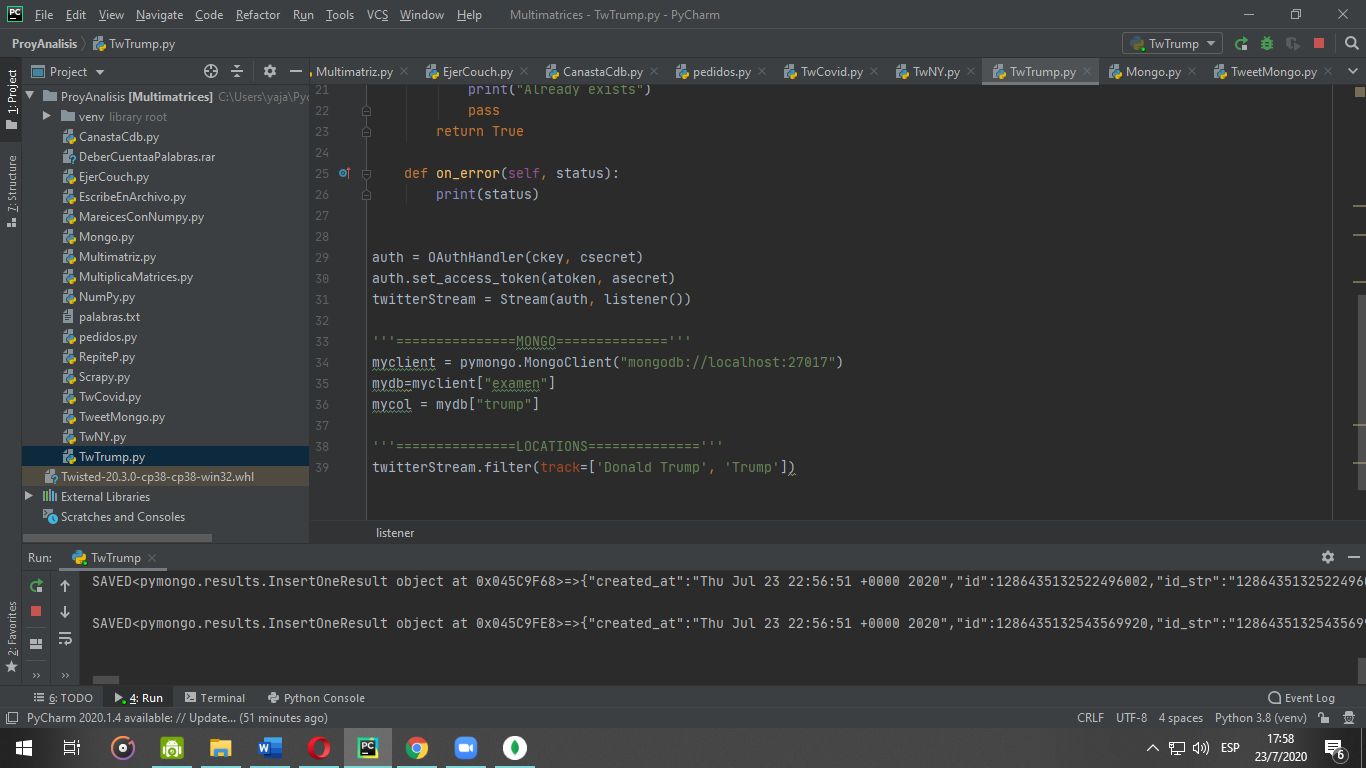 PC File Edit View Navigate Code Refactor Run Tools VCS Window Help Multimatrices - TwTrump.py - PyCharm
ProyAnalisis TwTrump.py TwTrump
1: Project
7: Structure
2: Favorites
Project
Multimatriz.py EjerCouch.py CanastaCdb.py pedidos.py TwCovid.py TwNY.py TwTrump.py Mongo.py TweetMongo.py
ProyAnalisis [Multimatrices] C:\Users\yaja\Pyc
venv library root
CanastaCdb.py
DeberCuentaaPalabras.rar
EjerCouch.py
EscribeEnArchivo.py
MareicesConNumpy.py
Mongo.py
Multimatriz.py
MultiplicaMatrices.py
NumPy.py
palabras.txt
pedidos.py
RepiteP.py
Scrapy.py
TwCovid.py
TweetMongo.py
TwNY.py
TwTrump.py
Twisted-20.3.0-cp38-cp38-win32.whl
External Libraries
Scratches and Consoles
21 print("Already exists")
22 pass
23 return True
24
25 def on_error(self, status):
26 print(status)
27
28
29 auth = OAuthHandler(ckey, csecret)
30 auth.set_access_token(atoken, asecret)
31 twitterStream = Stream(auth, listener())
32
33 '''===============MONGO=============='''
34 myclient = pymongo.MongoClient("mongodb://localhost:27017")
35 mydb=myclient["examen"]
36 mycol = mydb["trump"]
37
38 '''===============LOCATIONS=============='''
39 twitterStream.filter(track=['Donald Trump', 'Trump'])
listener
Run: TwTrump
SAVED<pymongo.results.InsertOneResult object at 0x045C9F68>=>{"created_at":"Thu Jul 23 22:56:51 +0000 2020","id":1286435132522496002,"id_str":"12864351325224960
SAVED<pymongo.results.InsertOneResult object at 0x045C9FE8>=>{"created_at":"Thu Jul 23 22:56:51 +0000 2020","id":1286435132543569920,"id_str":"12864351325435699
6: TODO 4: Run Terminal Python Console Event Log
PyCharm 2020.1.4 available: // Update... (51 minutes ago) CRLF UTF-8 4 spaces Python 3.8 (venv)
ESP 17:58
23/7/2020 6